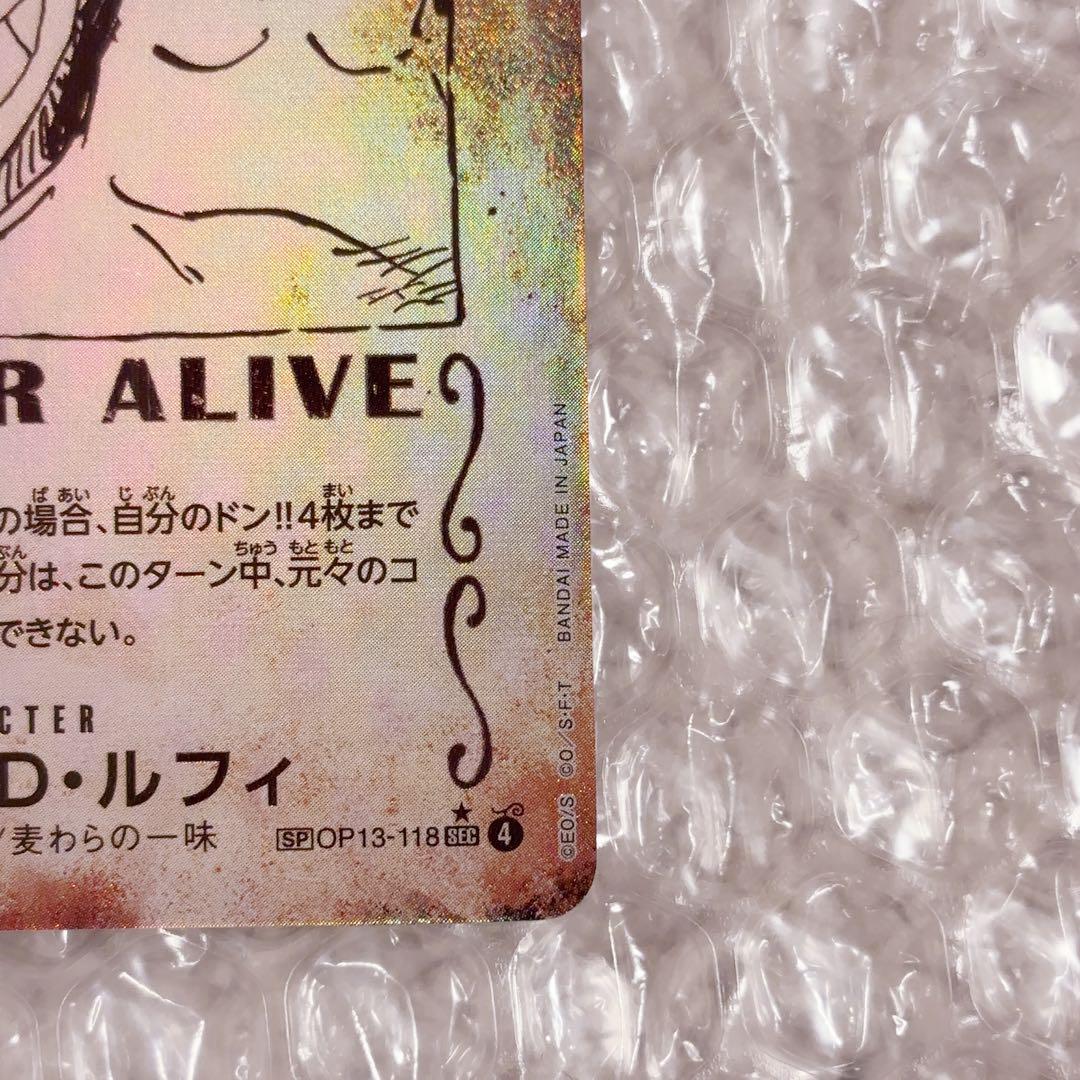 R ALIVE
の場合、自分のドン!!4枚まで
分は、このターン中、元々のコ
できない。
CTER
D・ルフィ
/麦わらの一味
SP OP13-118 SEC 4
©EO/.S ©O/S・F・T BANDAI MADE IN JAPAN